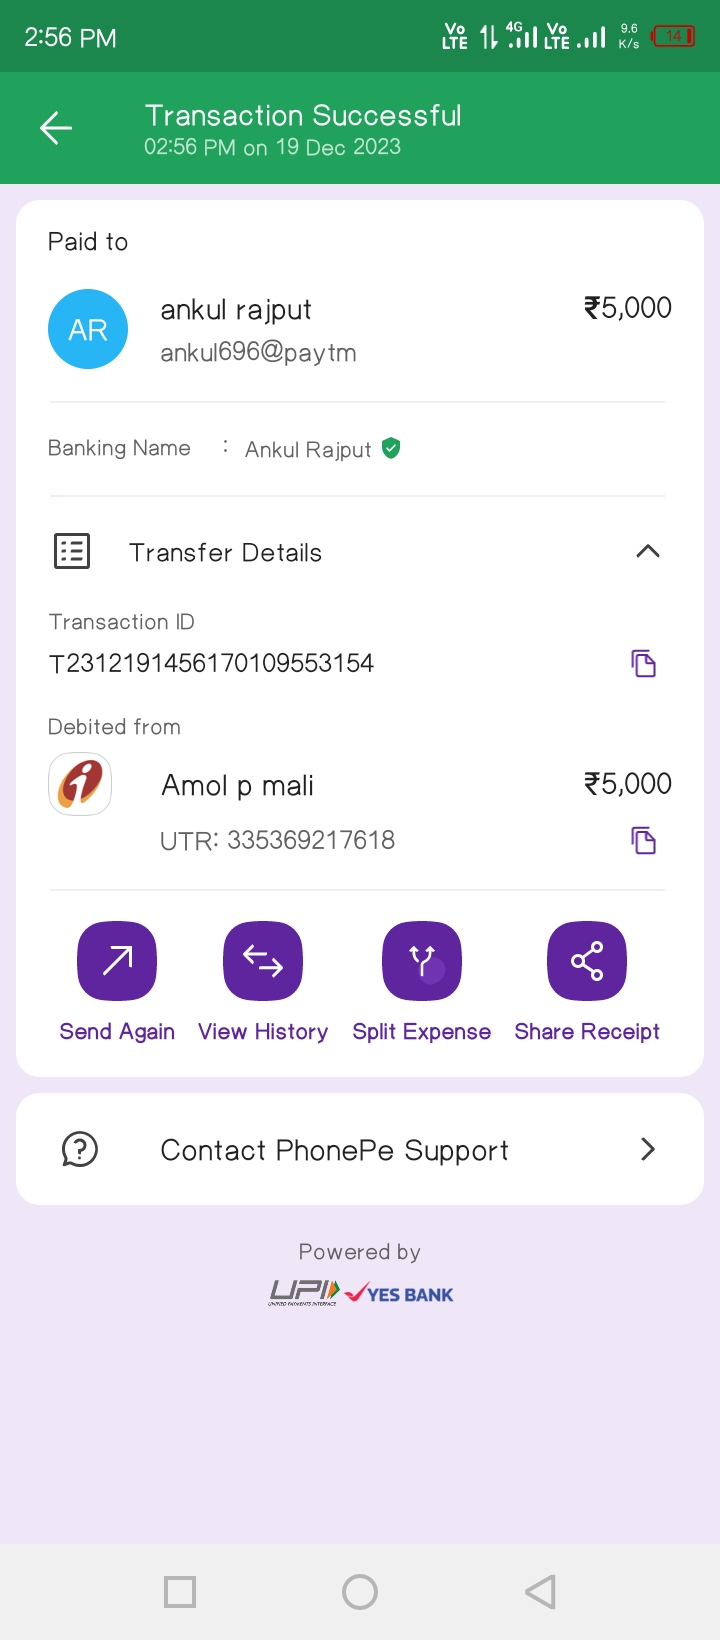 2:56 PM
Vo LTE 4G Vo LTE 9.6 K/s 14
Transaction Successful
02:56 PM on 19 Dec 2023
Paid to
AR
ankul rajput ₹5,000
ankul696@paytm
Banking Name : Ankul Rajput
Transfer Details
Transaction ID
T2312191456170109553154
Debited from
Amol p mali ₹5,000
UTR: 335369217618
Send Again View History Split Expense Share Receipt
Contact PhonePe Support
Powered by
UPI YES BANK
UNIFIED PAYMENTS INTERFACE